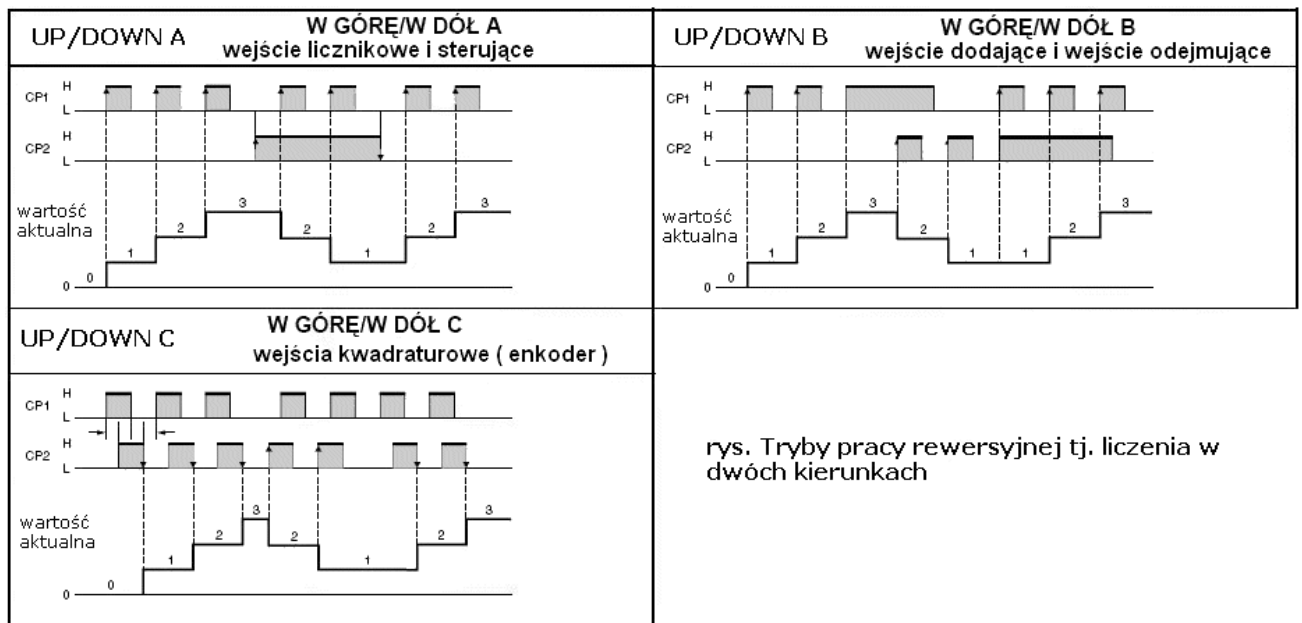 UP/DOWN A
W GÓRĘ/W DÓŁ A
wejście licznikowe i sterujące
CP1 H
L
CP2 H
L
wartość
aktualna
0
0 1 2 3 2 1 2 3
UP/DOWN B
W GÓRĘ/W DÓŁ B
wejście dodające i wejście odejmujące
CP1 H
L
CP2 H
L
wartość
aktualna
0
0 1 2 3 2 1 1 2 3
UP/DOWN C
W GÓRĘ/W DÓŁ C
wejścia kwadraturowe ( enkoder )
CP1 H
L
CP2 H
L
wartość
aktualna
0
0 1 2 3 2 1 2 3
rys. Tryby pracy rewersyjnej tj. liczenia w
dwóch kierunkach